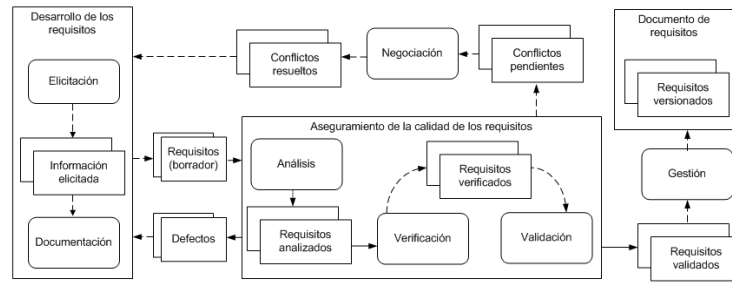 Desarrollo de los
requisitos
Elicitación
Información
elicitada
Documentación
Conflictos
resueltos
Negociación
Conflictos
pendientes
Requisitos
(borrador)
Defectos
Aseguramiento de la calidad de los requisitos
Análisis
Requisitos
analizados
Verificación
Requisitos
verificados
Validación
Documento de
requisitos
Requisitos
versionados
Gestión
Requisitos
validados